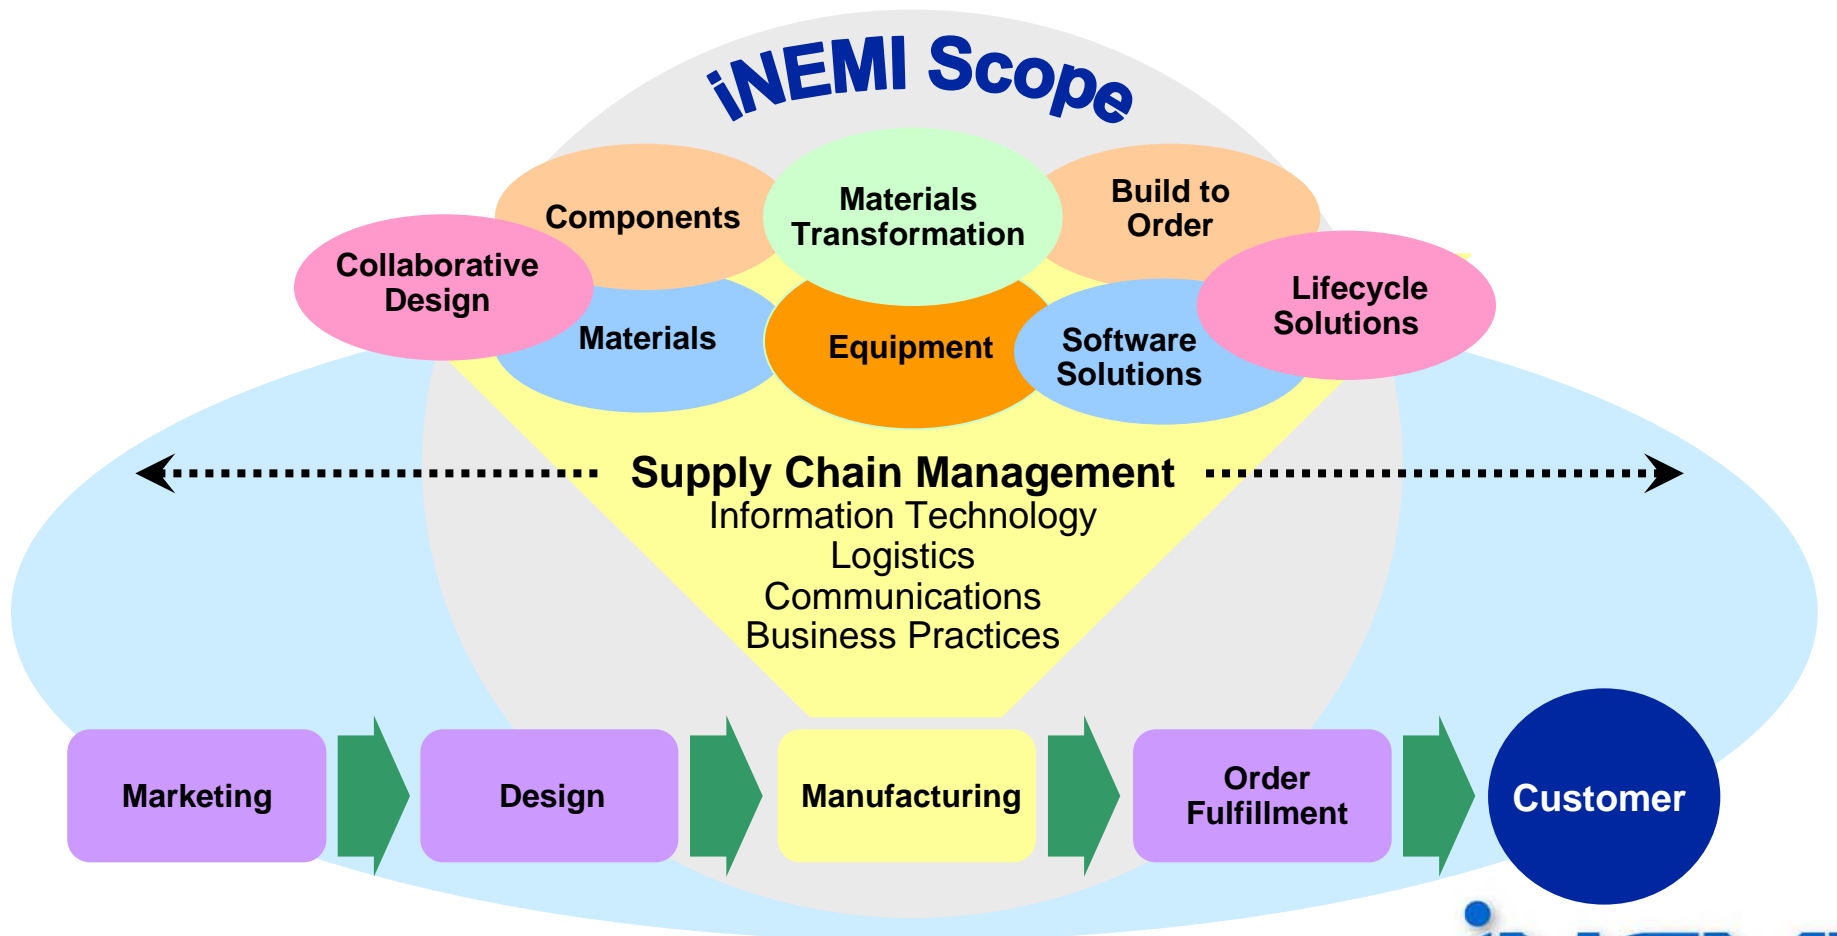 iNEMI Scope
Components
Materials
Transformation
Build to
Order
Collaborative
Design
Lifecycle
Solutions
Materials
Equipment
Software
Solutions
Supply Chain Management
Information Technology
Logistics
Communications
Business Practices
Marketing
Design
Manufacturing
Order
Fulfillment
Customer